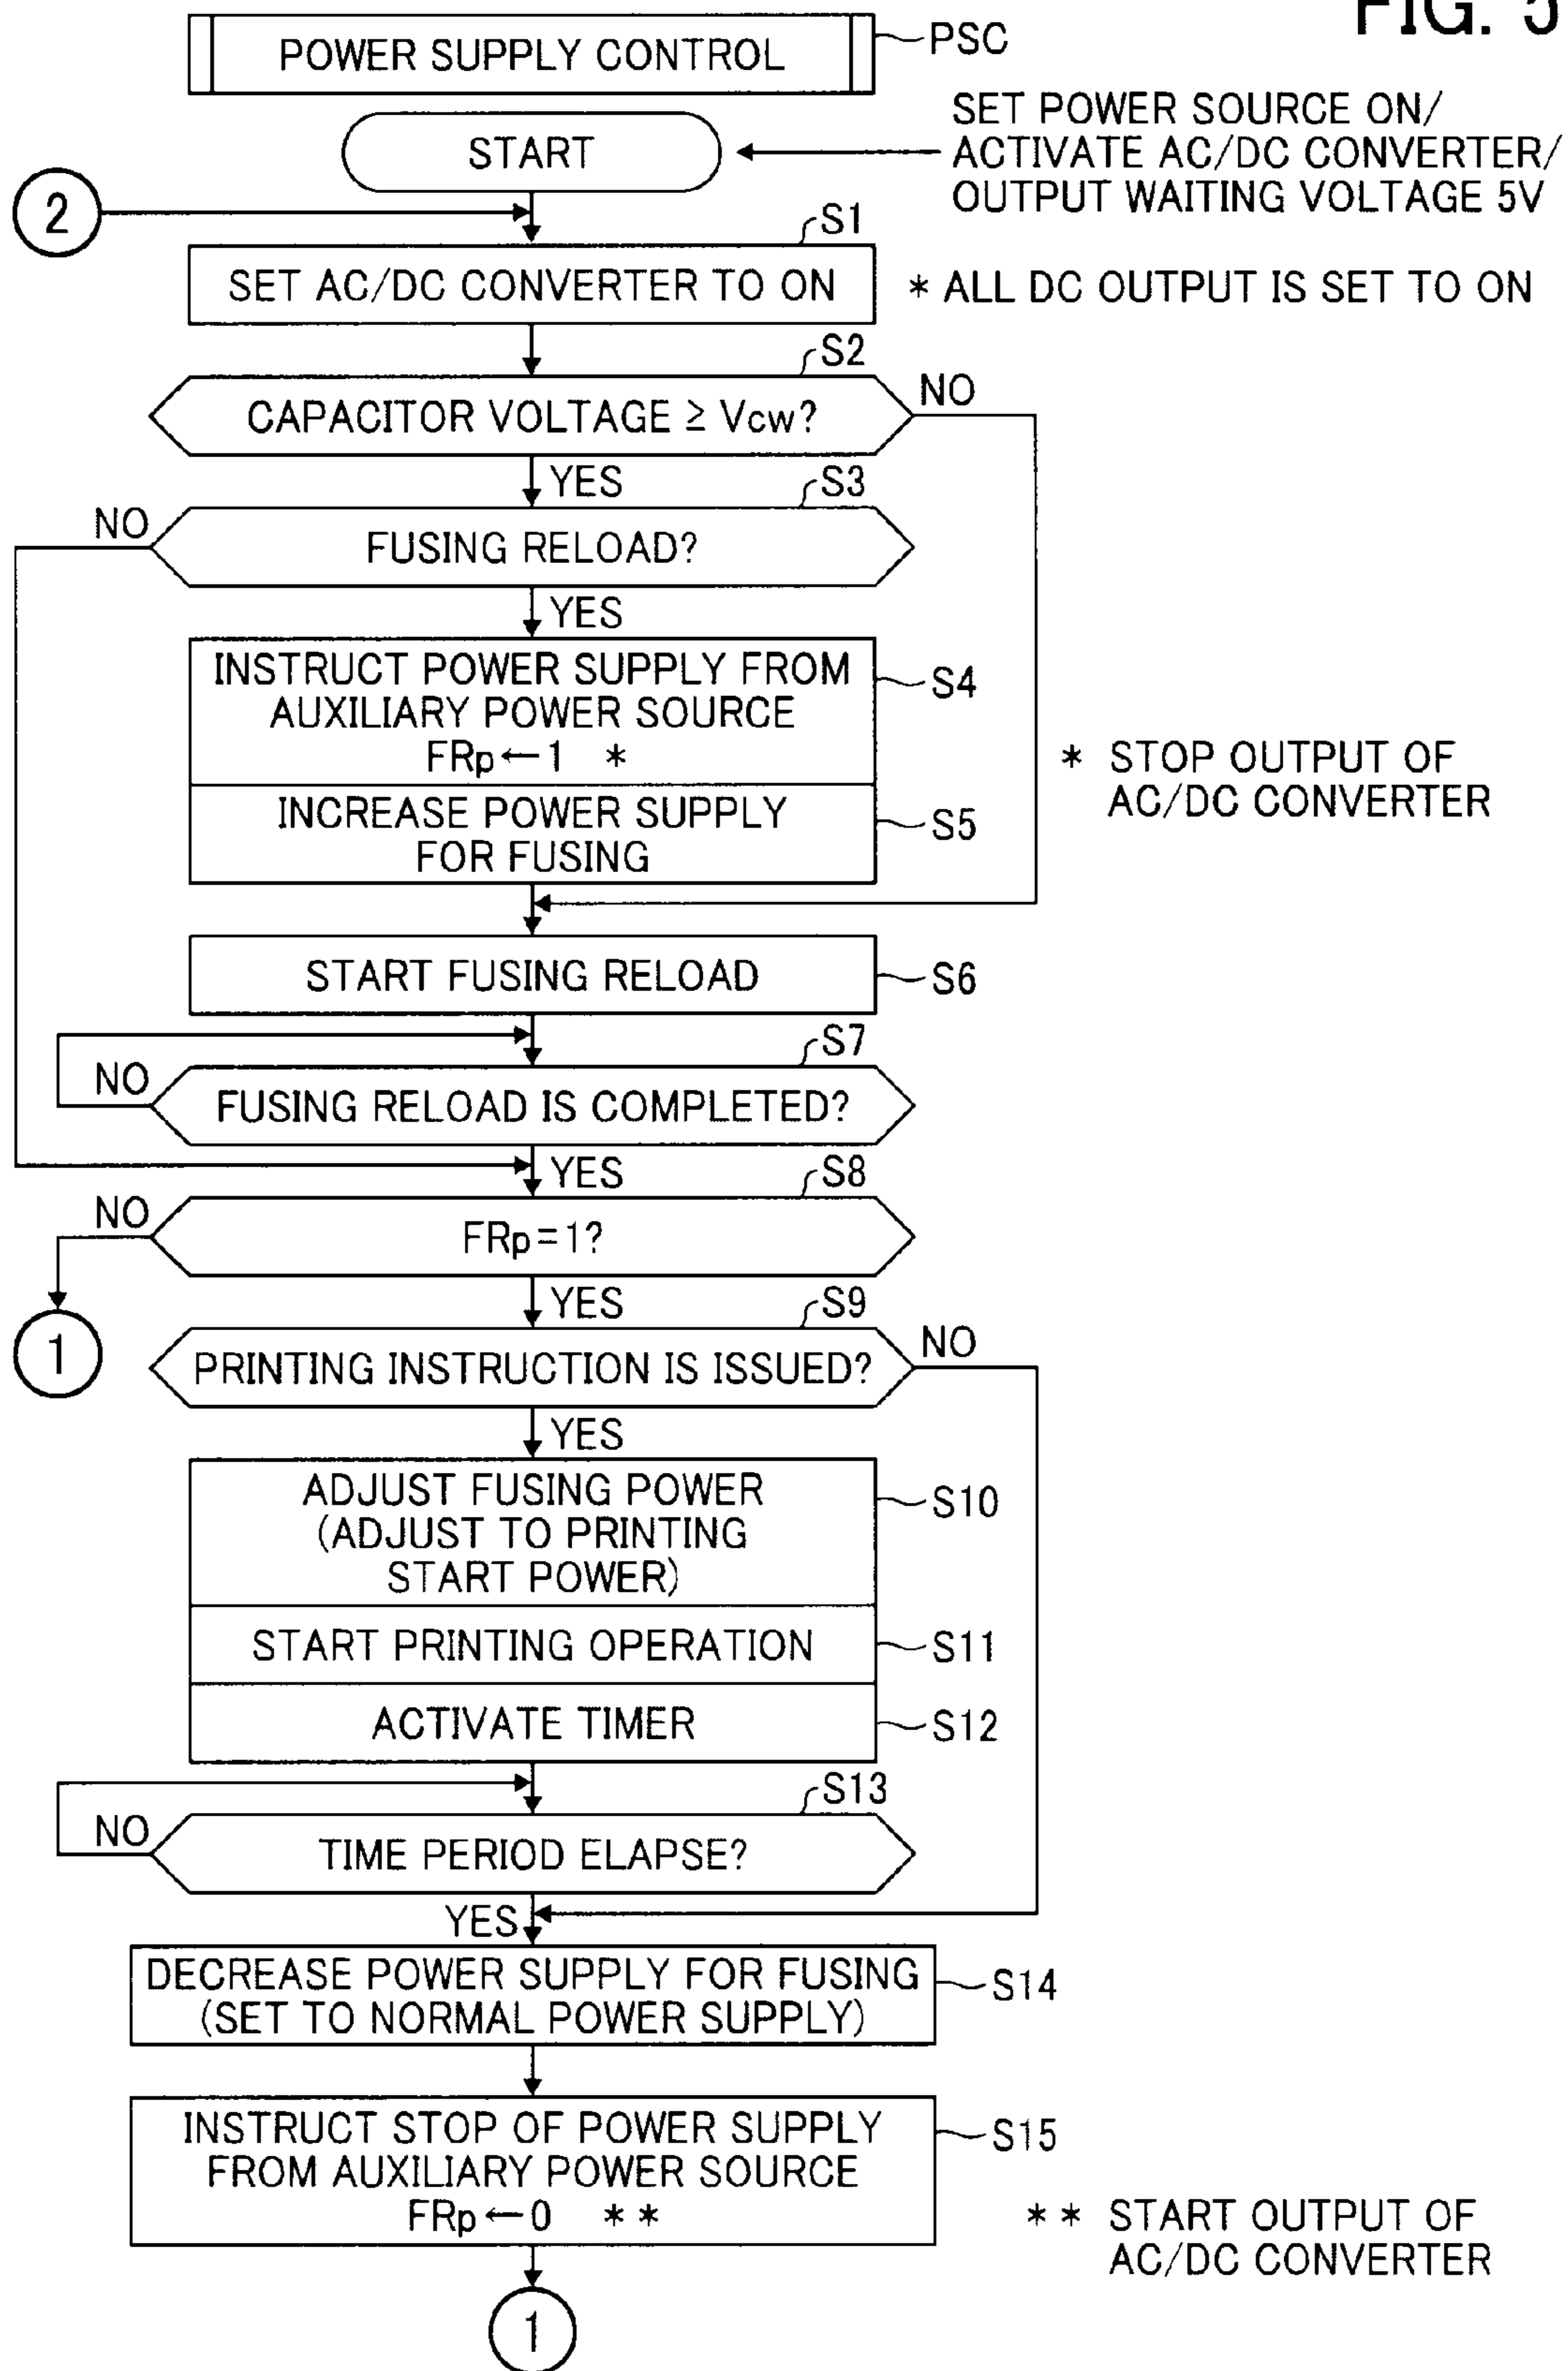 FIG. 5
POWER SUPPLY CONTROL
PSC
START
SET POWER SOURCE ON/
ACTIVATE AC/DC CONVERTER/
OUTPUT WAITING VOLTAGE 5V
2
S1
SET AC/DC CONVERTER TO ON
* ALL DC OUTPUT IS SET TO ON
S2
CAPACITOR VOLTAGE ≥ Vcw?
NO
YES
S3
NO
FUSING RELOAD?
YES
INSTRUCT POWER SUPPLY FROM
AUXILIARY POWER SOURCE
FRp←1 *
S4
* STOP OUTPUT OF
AC/DC CONVERTER
INCREASE POWER SUPPLY
FOR FUSING
S5
START FUSING RELOAD
S6
S7
NO
FUSING RELOAD IS COMPLETED?
YES
S8
NO
FRp=1?
YES
1
S9
PRINTING INSTRUCTION IS ISSUED?
NO
YES
ADJUST FUSING POWER
(ADJUST TO PRINTING
START POWER)
S10
START PRINTING OPERATION
S11
ACTIVATE TIMER
S12
S13
NO
TIME PERIOD ELAPSE?
YES
DECREASE POWER SUPPLY FOR FUSING
(SET TO NORMAL POWER SUPPLY)
S14
INSTRUCT STOP OF POWER SUPPLY
FROM AUXILIARY POWER SOURCE
FRp←0 **
S15
** START OUTPUT OF
AC/DC CONVERTER
1